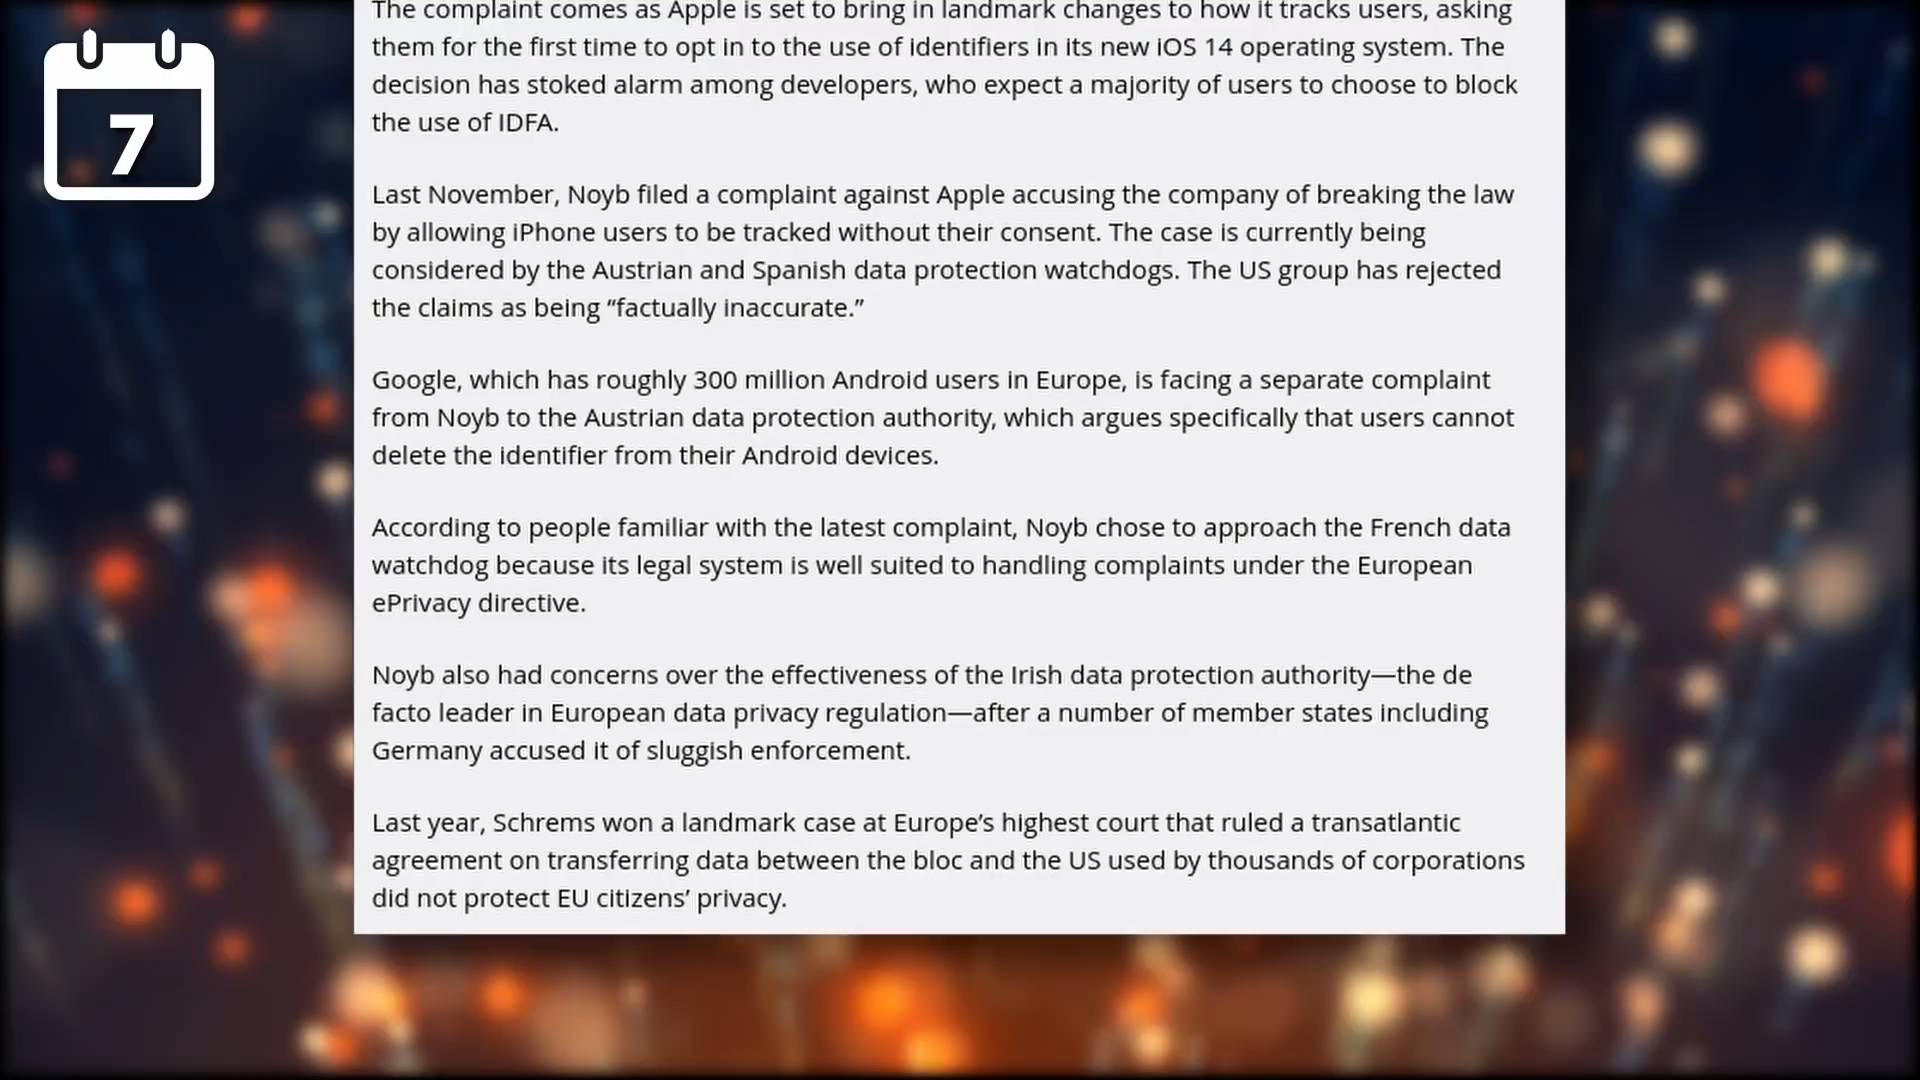 7
The complaint comes as Apple is set to bring in landmark changes to how it tracks users, asking
them for the first time to opt in to the use of identifiers in its new iOS 14 operating system. The
decision has stoked alarm among developers, who expect a majority of users to choose to block
the use of IDFA.
Last November, Noyb filed a complaint against Apple accusing the company of breaking the law
by allowing iPhone users to be tracked without their consent. The case is currently being
considered by the Austrian and Spanish data protection watchdogs. The US group has rejected
the claims as being “factually inaccurate.”
Google, which has roughly 300 million Android users in Europe, is facing a separate complaint
from Noyb to the Austrian data protection authority, which argues specifically that users cannot
delete the identifier from their Android devices.
According to people familiar with the latest complaint, Noyb chose to approach the French data
watchdog because its legal system is well suited to handling complaints under the European
ePrivacy directive.
Noyb also had concerns over the effectiveness of the Irish data protection authority—the de
facto leader in European data privacy regulation—after a number of member states including
Germany accused it of sluggish enforcement.
Last year, Schrems won a landmark case at Europe’s highest court that ruled a transatlantic
agreement on transferring data between the bloc and the US used by thousands of corporations
did not protect EU citizens’ privacy.